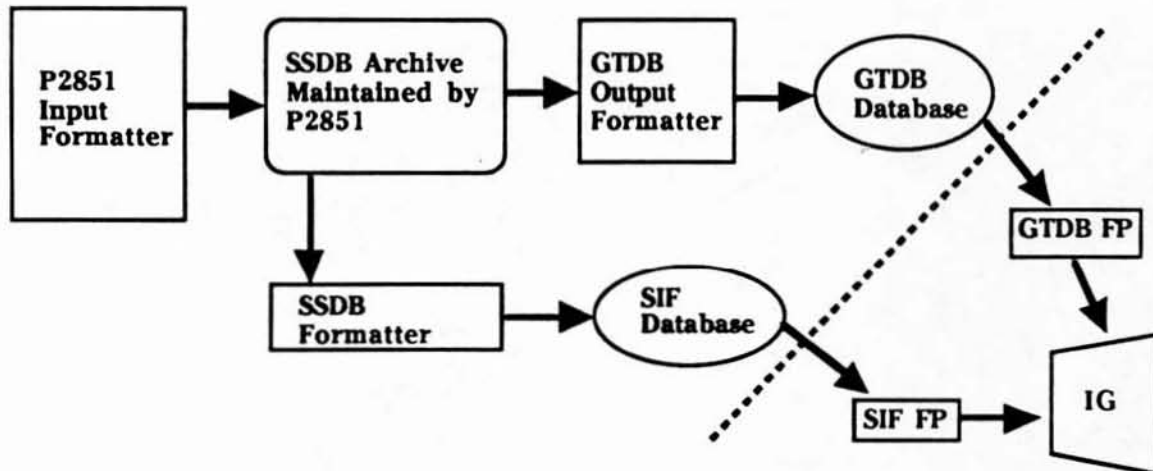 P2851
Input
Formatter
SSDB Archive
Maintained by
P2851
GTDB
Output
Formatter
GTDB
Database
GTDB FP
SSDB
Formatter
SIF
Database
SIF FP
IG